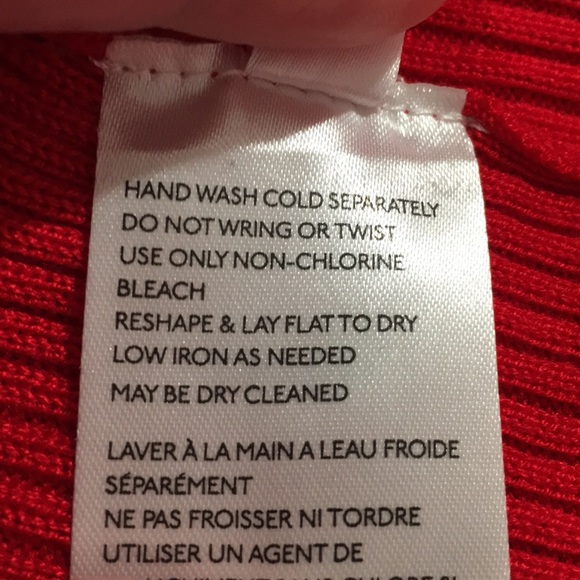 HAND WASH COLD SEPARATELY
DO NOT WRING OR TWIST
USE ONLY NON-CHLORINE
BLEACH
RESHAPE & LAY FLAT TO DRY
LOW IRON AS NEEDED
MAY BE DRY CLEANED
LAVER À LA MAIN A LEAU FROIDE
SÉPARÉMENT
NE PAS FROISSER NI TORDRE
UTILISER UN AGENT DE